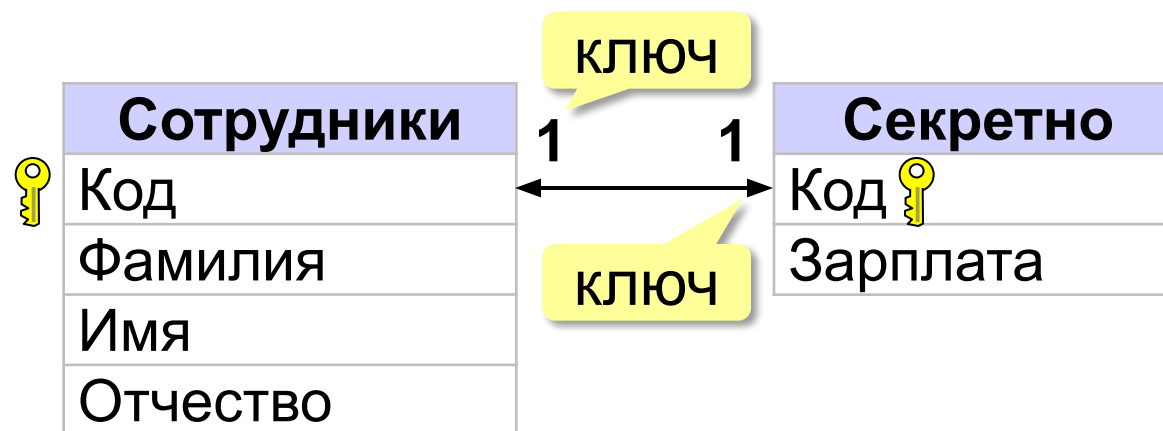 ключ
Сотрудники
1 1
Секретно
Код
Код
Фамилия
ключ
Зарплата
Имя
Отчество